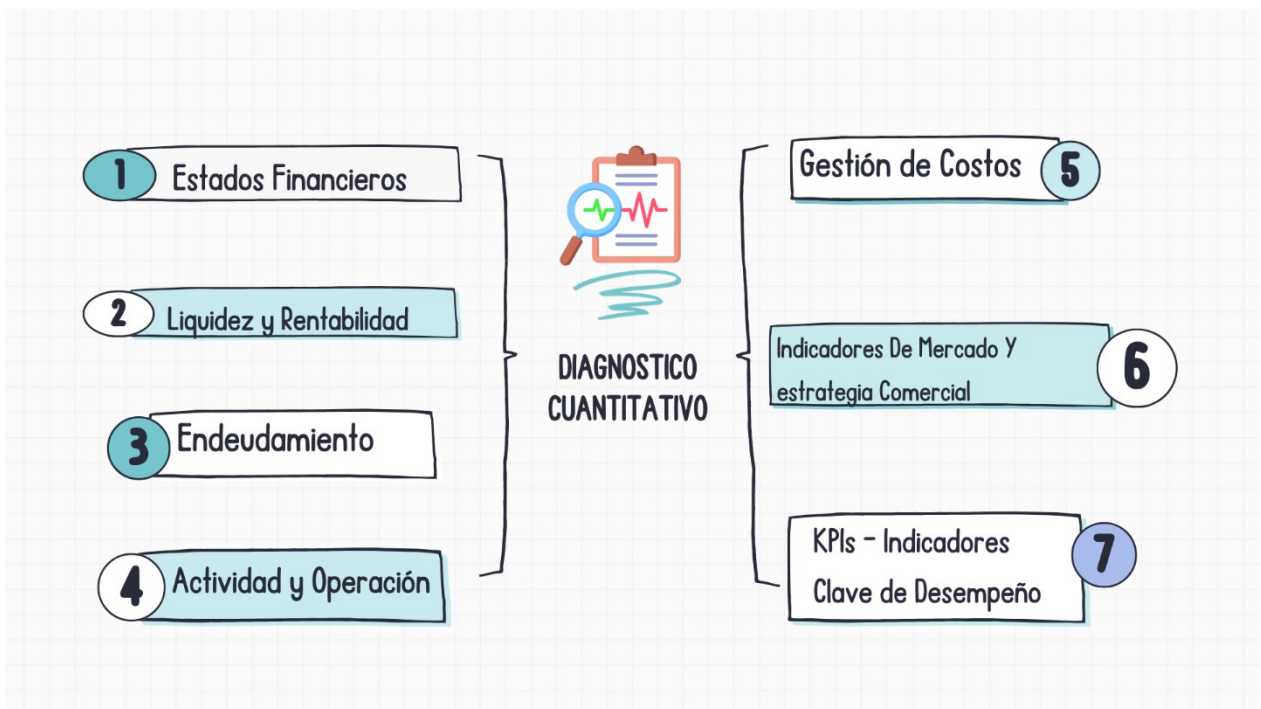 1
Estados Financieros
2
Liquidez y Rentabilidad
3
Endeudamiento
4
Actividad y Operación
DIAGNOSTICO
CUANTITATIVO
Gestión de Costos
5
Indicadores De Mercado Y
estrategia Comercial
6
KPIs - Indicadores
Clave de Desempeño
7